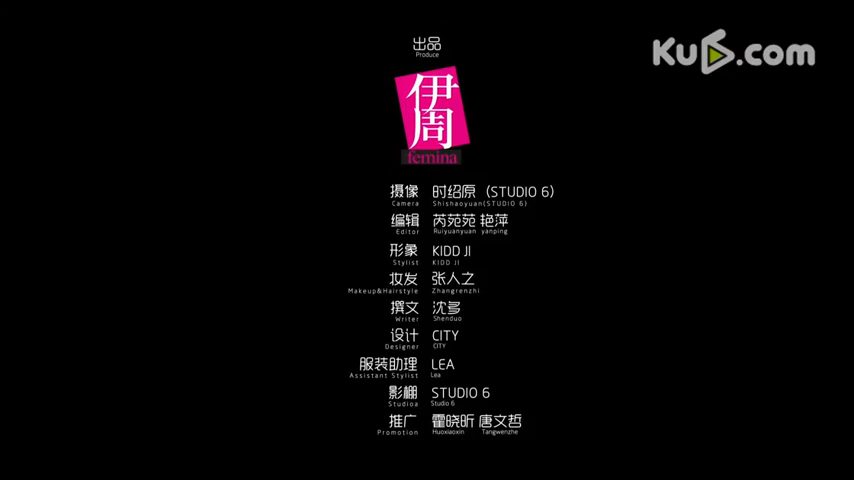 出品
Produce
Ku6.com
伊周
femina
摄像 时绍原（STUDIO 6）
Camera Shishaoyuan(STUDIO 6)
编辑 芮苑苑 艳萍
Editor Ruiyuanyuan yanping
形象 KIDD JI
Stylist KIDD JI
妆发 张人之
Makeup&Hairstyle Zhangrenzhi
撰文 沈多
Writer Shenduo
设计 CITY
Designer CITY
服装助理 LEA
Assistant Stylist Lea
影棚 STUDIO 6
Studioa Studio 6
推广 霍晓昕 唐文哲
Promotion Huoxiaoxin Tangwenzhe